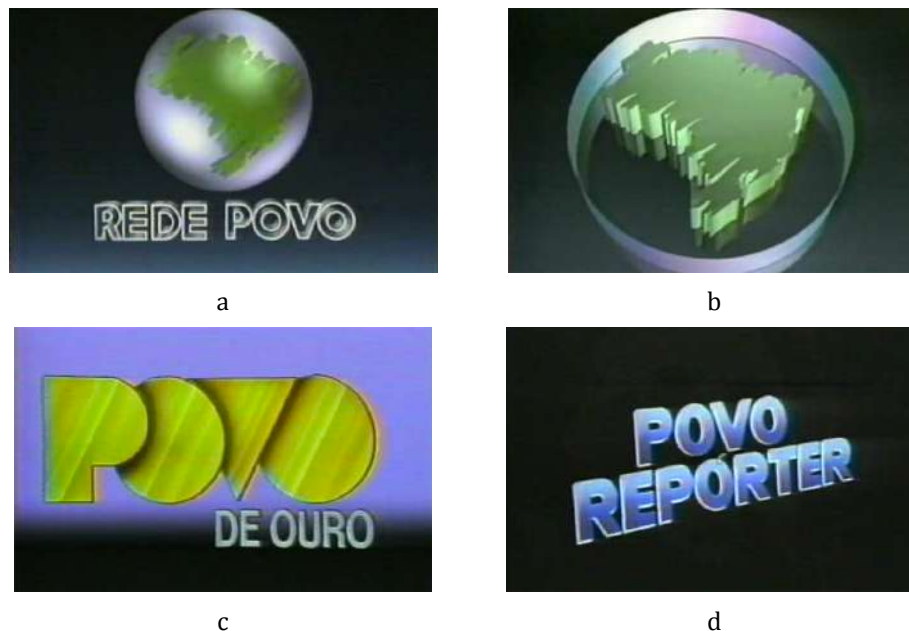 REDE POVO
a
b
POVO
DE OURO
POVO
REPÓRTER
c
d